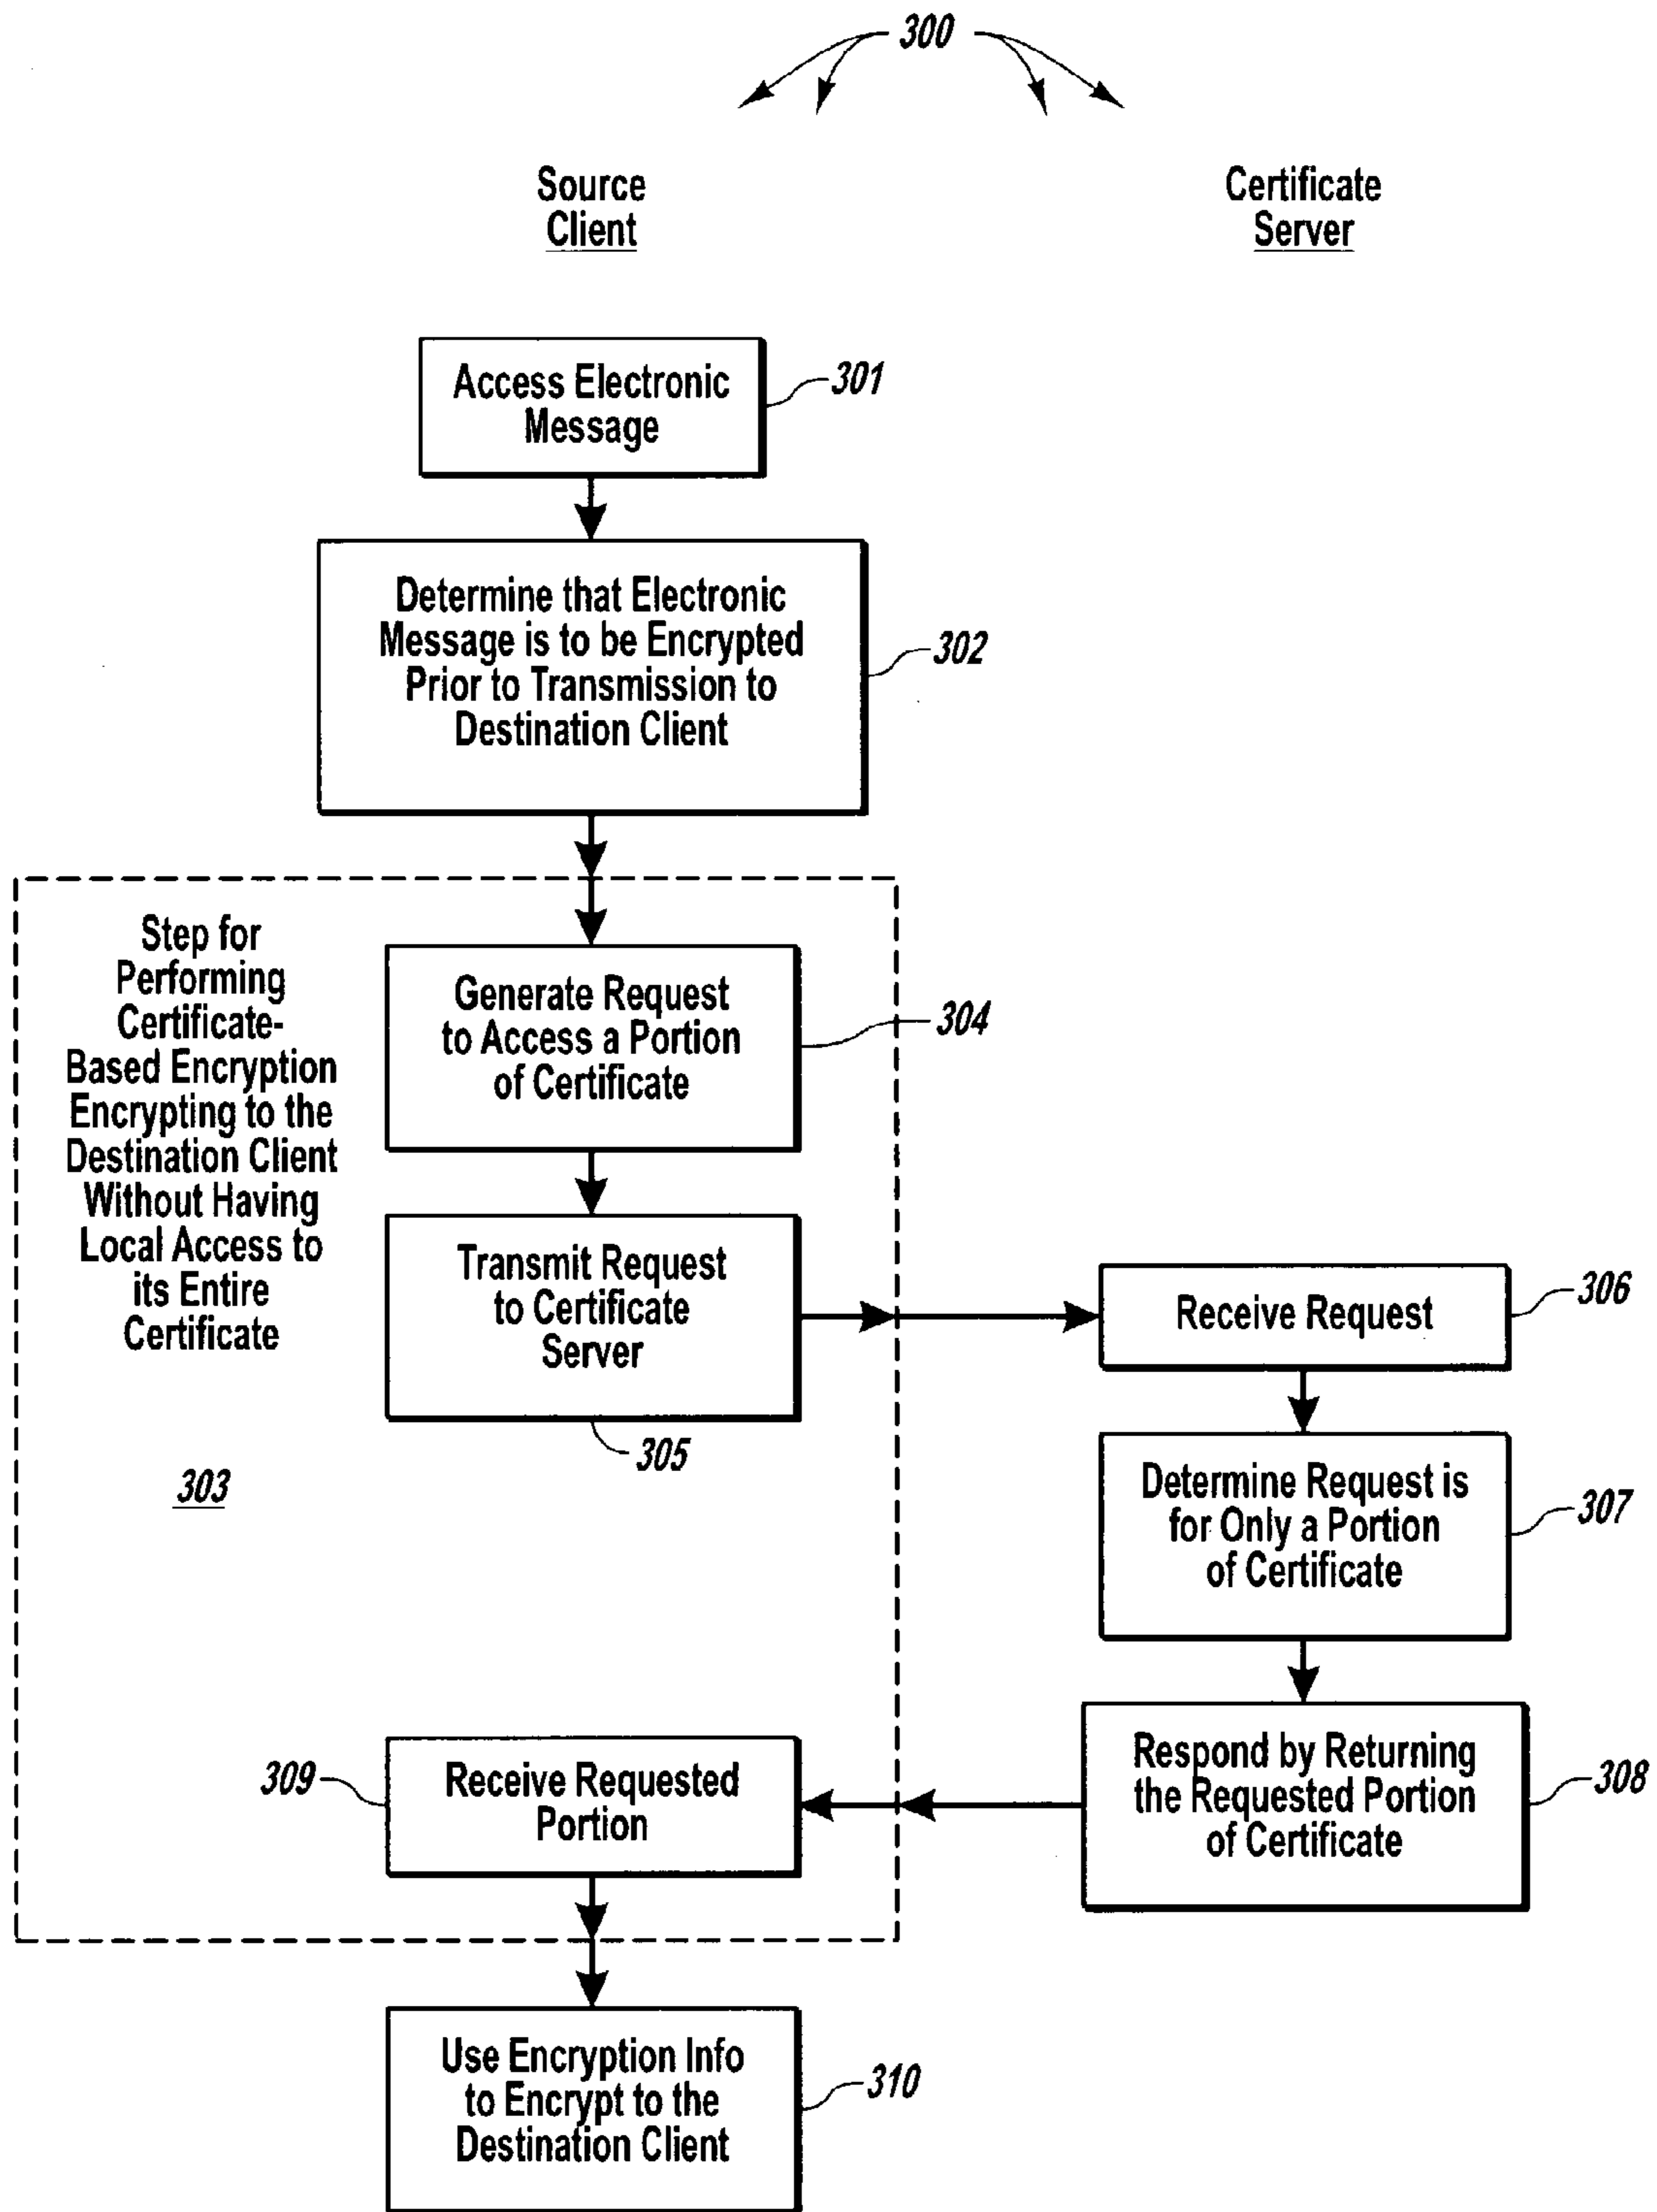 300
Source
Client
Certificate
Server
Access Electronic
Message
301
Determine that Electronic
Message is to be Encrypted
Prior to Transmission to
Destination Client
302
Step for
Performing
Certificate-
Based Encryption
Encrypting to the
Destination Client
Without Having
Local Access to
its Entire
Certificate
303
Generate Request
to Access a Portion
of Certificate
304
Transmit Request
to Certificate
Server
305
Receive Request
306
Determine Request is
for Only a Portion
of Certificate
307
Respond by Returning
the Requested Portion
of Certificate
308
309
Receive Requested
Portion
Use Encryption Info
to Encrypt to the
Destination Client
310